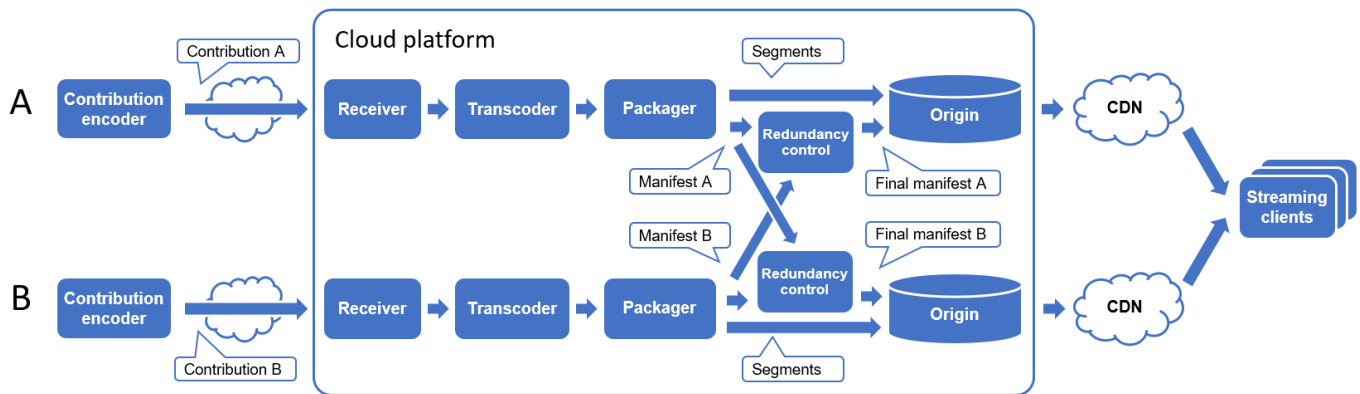 Cloud platform
Contribution A
Segments
A
Contribution
encoder
Receiver
Transcoder
Packager
Redundancy
control
Origin
CDN
Manifest A
Final manifest A
Streaming
clients
Manifest B
Final manifest B
B
Contribution
encoder
Receiver
Transcoder
Packager
Redundancy
control
Origin
CDN
Contribution B
Segments